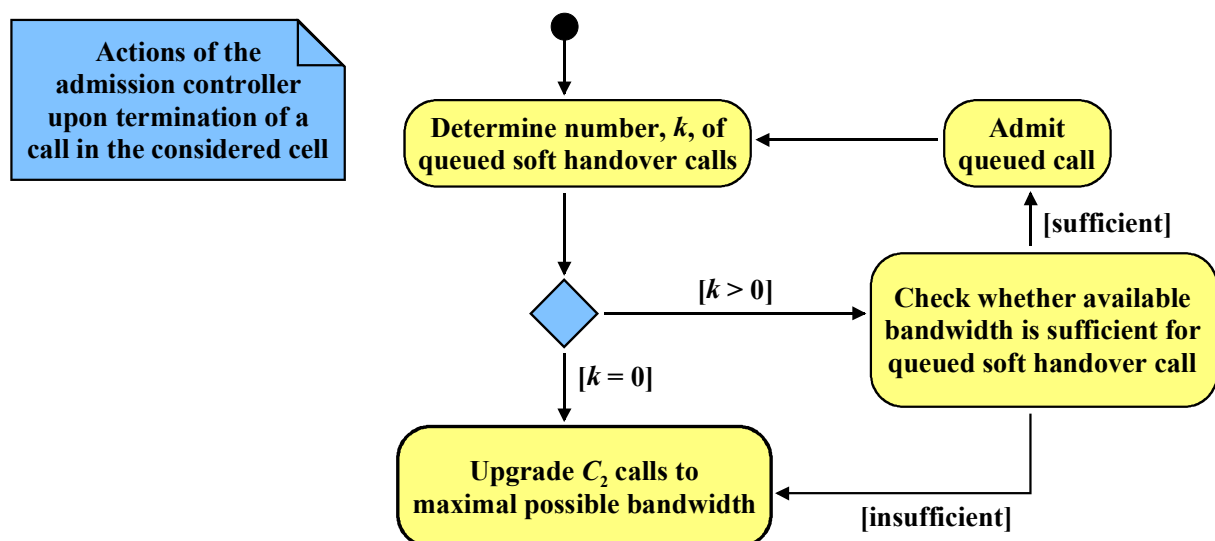 Actions of the
admission controller
upon termination of a
call in the considered cell
Determine number, k, of
queued soft handover calls
Admit
queued call
[sufficient]
[k > 0]
Check whether available
bandwidth is sufficient for
queued soft handover call
[k = 0]
Upgrade C₂ calls to
maximal possible bandwidth
[insufficient]